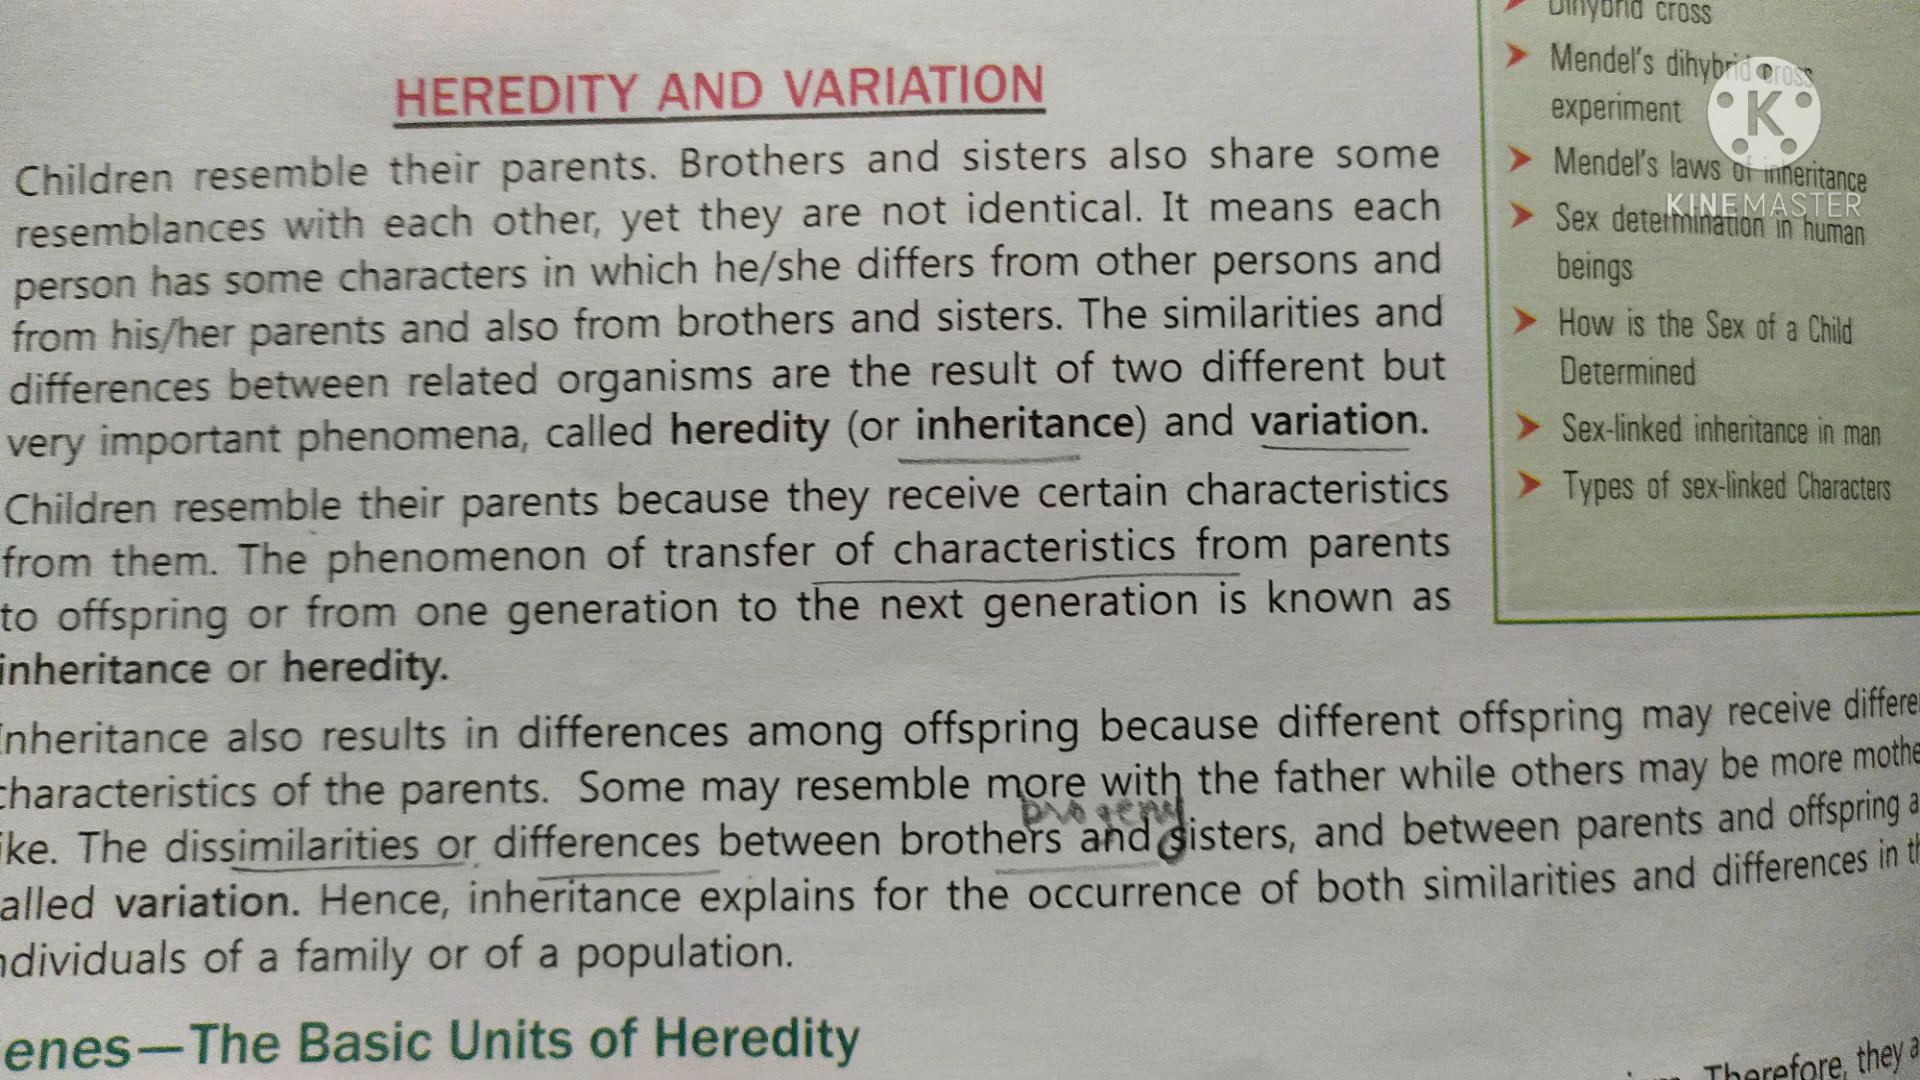 HEREDITY AND VARIATION
Children resemble their parents. Brothers and sisters also share some
resemblances with each other, yet they are not identical. It means each
person has some characters in which he/she differs from other persons and
from his/her parents and also from brothers and sisters. The similarities and
differences between related organisms are the result of two different but
very important phenomena, called heredity (or inheritance) and variation.
Children resemble their parents because they receive certain characteristics
from them. The phenomenon of transfer of characteristics from parents
to offspring or from one generation to the next generation is known as
inheritance or heredity.
Inheritance also results in differences among offspring because different offspring may receive
characteristics of the parents. Some may resemble more with the father while others may be more
The dissimilarities or differences between brothers and sisters, and between parents and offspring
progeny
variation. Hence, inheritance explains for the occurrence of both similarities and differences in
of a family or of a population.
The Basic Units of Heredity
Therefore, they
Dihybrid cross
Mendel's dihybrid cross
experiment
Mendel's laws of inheritance
Sex determination in human
beings
How is the Sex of a Child
Determined
Sex-linked inheritance in man
Types of sex-linked Characters
K
KINEMASTER